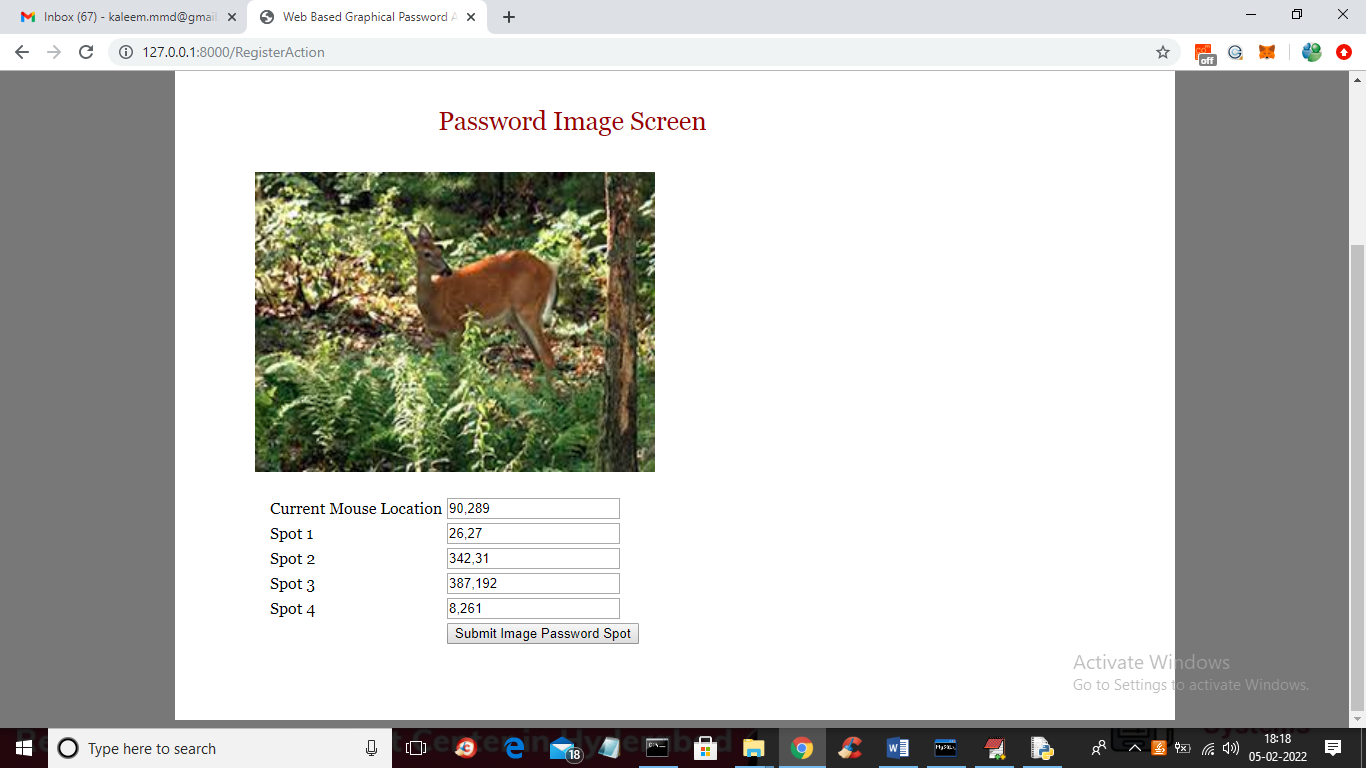 Inbox (67) - kaleem.mmd@gmail
Web Based Graphical Password A
127.0.0.1:8000/RegisterAction
off
Password Image Screen
Current Mouse Location 90,289
Spot 1 26,27
Spot 2 342,31
Spot 3 387,192
Spot 4 8,261
Submit Image Password Spot
Activate Windows
Go to Settings to activate Windows.
Type here to search
18
18:18
05-02-2022